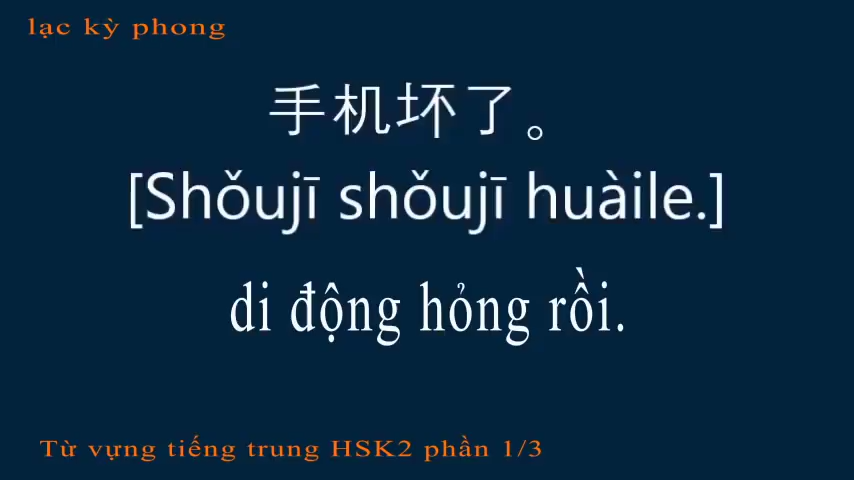 lạc kỳ phong
手机坏了。
[Shǒujī shǒujī huàile.]
di động hỏng rồi.
Từ vựng tiếng trung HSK2 phần 1/3